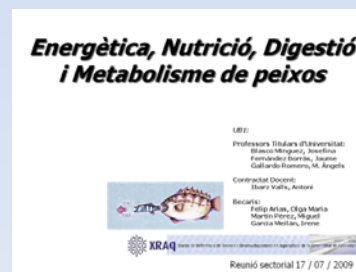 Energètica, Nutrició, Digestió
i Metabolisme de peixos
UB1:
Professors Titulars d'Universitat:
Blasco Mínguez, Josefina
Fernández Borràs, Jaume
Gallardo Romero, M. Ángels
Contractat Docent:
Ibarz Valls, Antoni
Becaris:
Felip Arias, Olga Maria
Martín Pérez, Miguel
García Meilán, Irene
XRAq
Reunió sectorial 17 / 07 / 2009